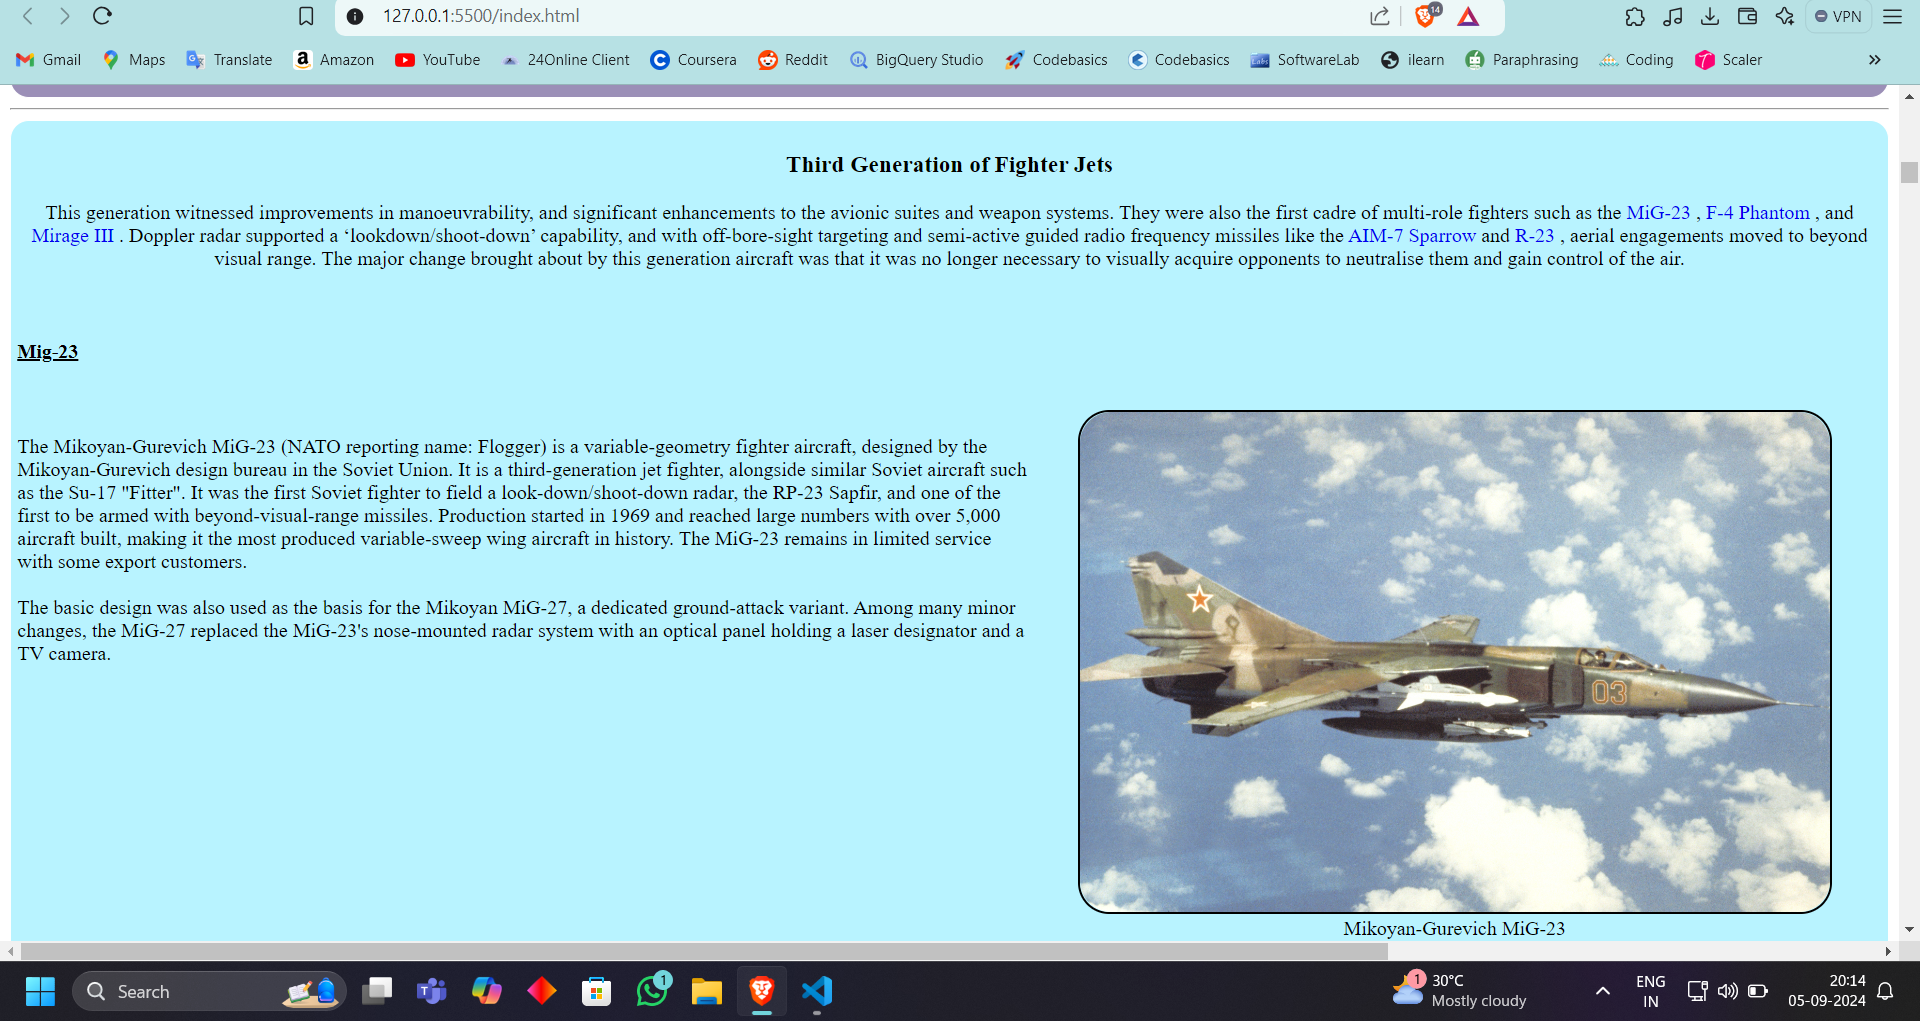 127.0.0.1:5500/index.html
14
VPN
Gmail
Maps
Translate
Amazon
YouTube
24Online Client
Coursera
Reddit
BigQuery Studio
Codebasics
Codebasics
SoftwareLab
ilearn
Paraphrasing
Coding
Scaler
Third Generation of Fighter Jets
This generation witnessed improvements in manoeuvrability, and significant enhancements to the avionic suites and weapon systems. They were also the first cadre of multi-role fighters such as the MiG-23 , F-4 Phantom , and
Mirage III . Doppler radar supported a ‘lookdown/shoot-down’ capability, and with off-bore-sight targeting and semi-active guided radio frequency missiles like the AIM-7 Sparrow and R-23 , aerial engagements moved to beyond
visual range. The major change brought about by this generation aircraft was that it was no longer necessary to visually acquire opponents to neutralise them and gain control of the air.
Mig-23
The Mikoyan-Gurevich MiG-23 (NATO reporting name: Flogger) is a variable-geometry fighter aircraft, designed by the
Mikoyan-Gurevich design bureau in the Soviet Union. It is a third-generation jet fighter, alongside similar Soviet aircraft such
as the Su-17 "Fitter". It was the first Soviet fighter to field a look-down/shoot-down radar, the RP-23 Sapfir, and one of the
first to be armed with beyond-visual-range missiles. Production started in 1969 and reached large numbers with over 5,000
aircraft built, making it the most produced variable-sweep wing aircraft in history. The MiG-23 remains in limited service
with some export customers.
The basic design was also used as the basis for the Mikoyan MiG-27, a dedicated ground-attack variant. Among many minor
changes, the MiG-27 replaced the MiG-23's nose-mounted radar system with an optical panel holding a laser designator and a
TV camera.
03
Mikoyan-Gurevich MiG-23
Search
1
1
30°C
Mostly cloudy
ENG
IN
20:14
05-09-2024